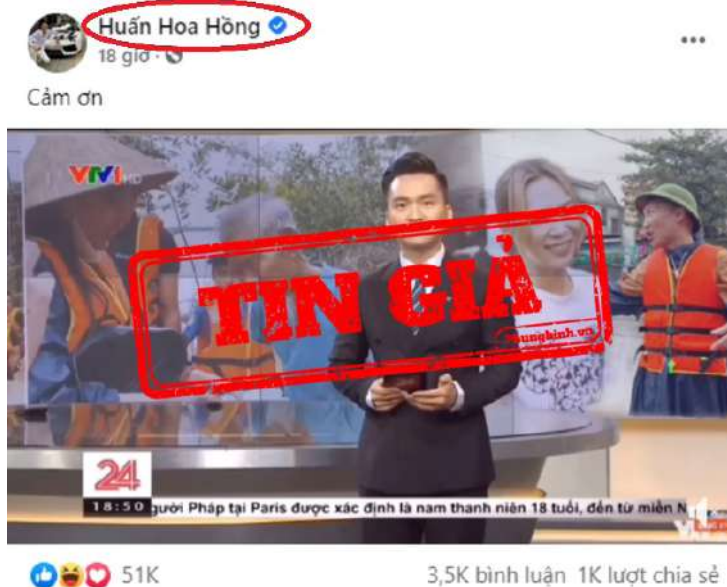 Huấn Hoa Hồng
18 giờ ·
Cảm ơn
VTV1 HD
TIN GIẢ
24
18:50 gười Pháp tại Paris được xác định là nam thanh niên 18 tuổi, đến từ miền N
51K
3,5K bình luận 1K lượt chia sẻ